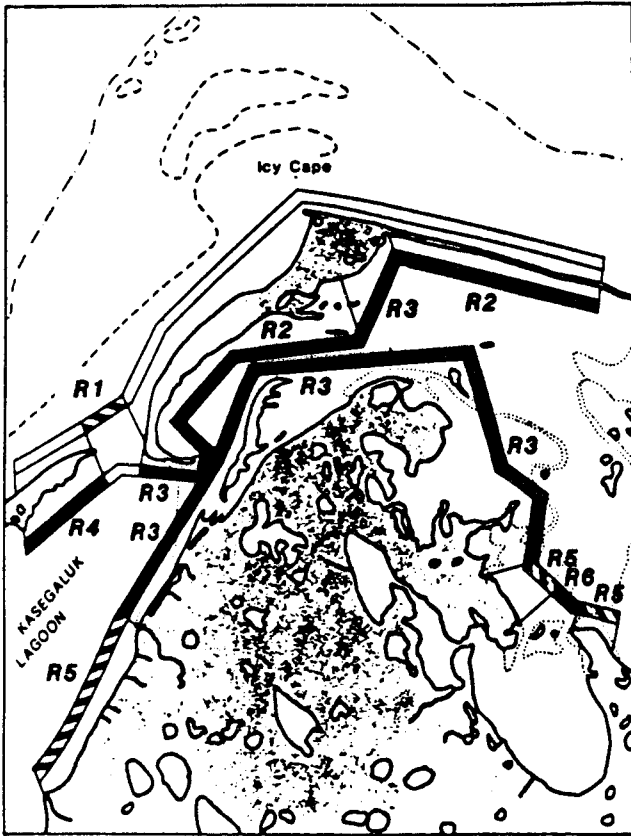 Icy Cape
R3
R2
R2
R3
R1
R3
R3
R4
R3
R5
R6
R5
KASEGALUK
LAGOON
R5